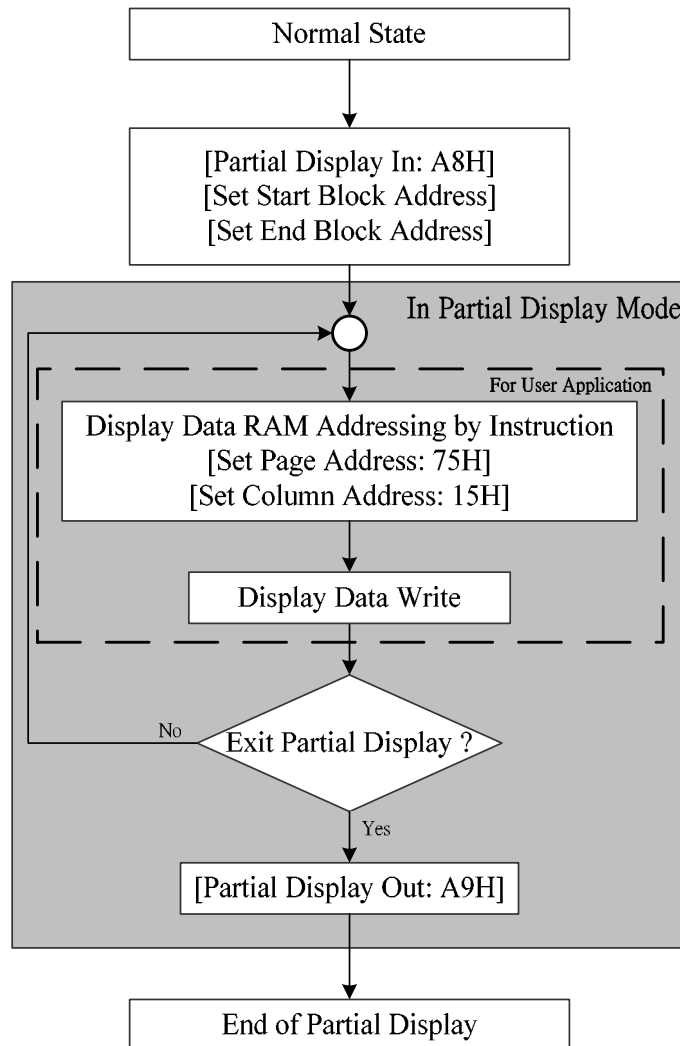 Normal State
[Partial Display In: A8H]
[Set Start Block Address]
[Set End Block Address]
In Partial Display Mode
For User Application
Display Data RAM Addressing by Instruction
[Set Page Address: 75H]
[Set Column Address: 15H]
Display Data Write
Exit Partial Display ?
No
Yes
[Partial Display Out: A9H]
End of Partial Display